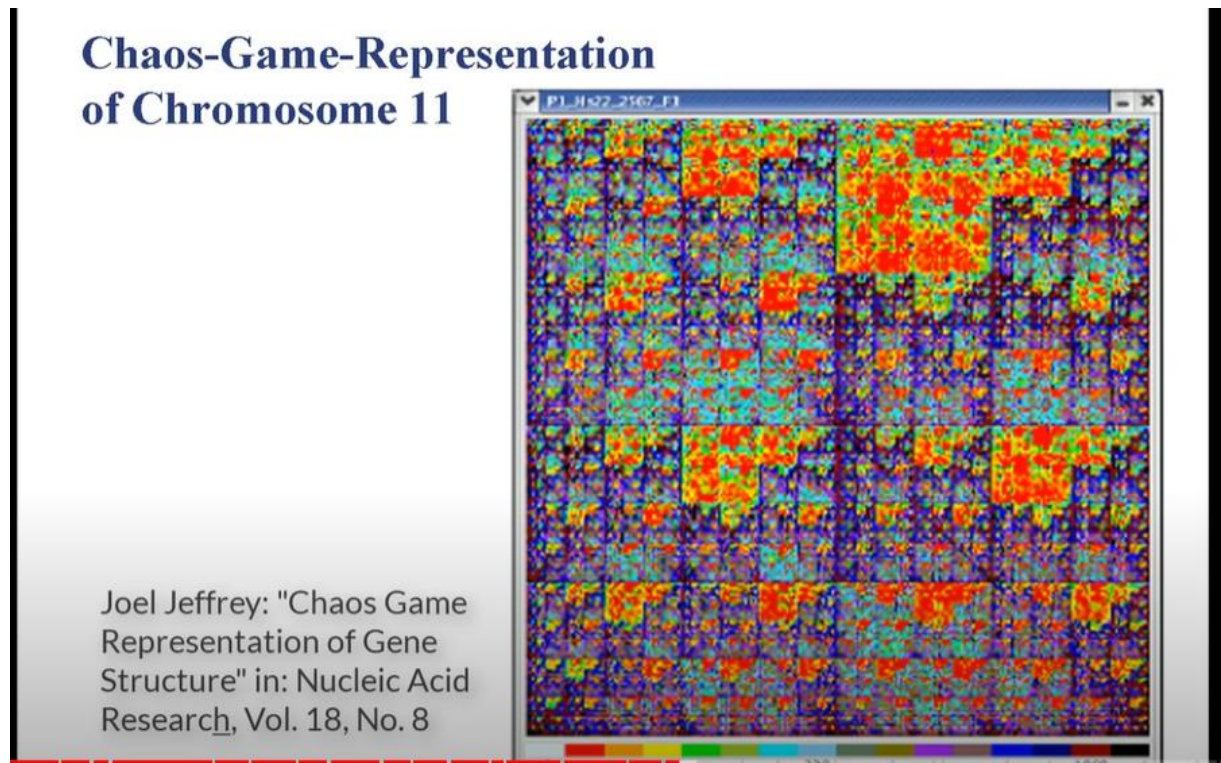 Chaos-Game-Representation
of Chromosome 11
P1_Hs22_2567_F1
Joel Jeffrey: "Chaos Game
Representation of Gene
Structure" in: Nucleic Acid
Research, Vol. 18, No. 8